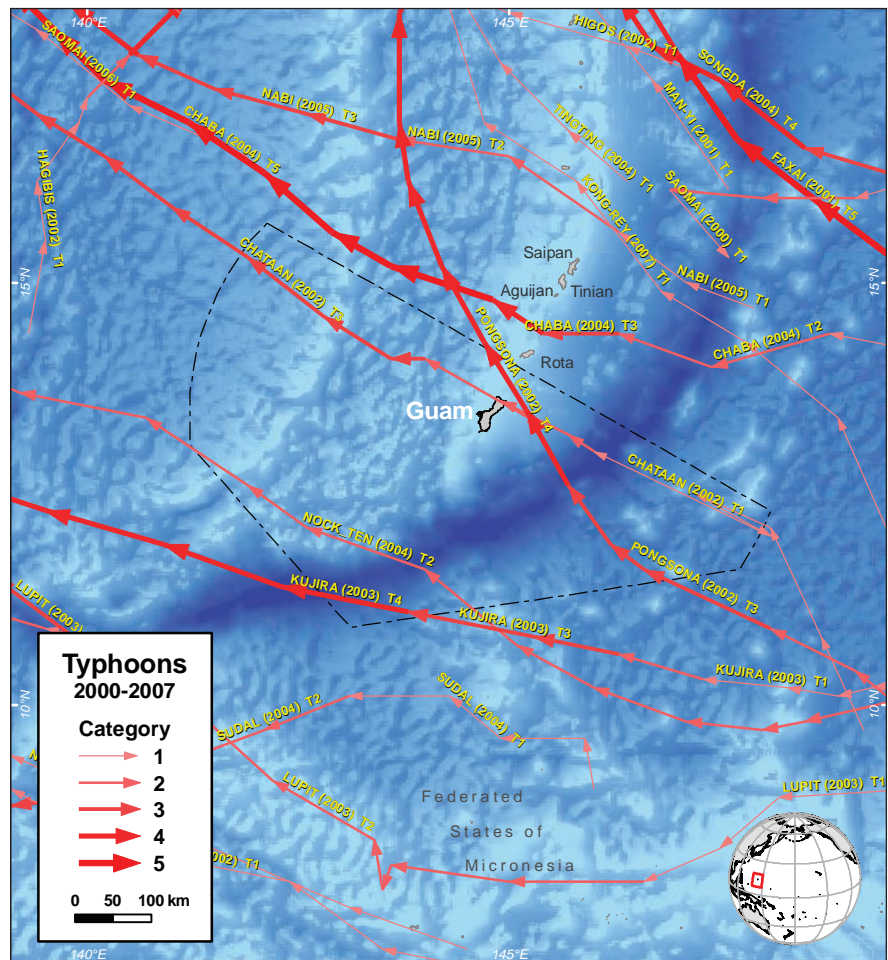 140°E
145°E
SAOMAI (2006) T1
HIGOS (2002) T1
SONGDA (2004) T4
NABI (2005) T3
CHABA (2004) T5
NABI (2005) T2
TINGTING (2004) T1
MAN-YI (2001) T1
FAXAI (2001) T5
HAGIBIS (2002) T1
KONG-REY (2007) T1
SAOMAI (2000) T1
CHATAAN (2002) T3
Saipan
15°N
15°N
Aguijan
Tinian
NABI (2005) T1
CHABA (2004) T3
CHABA (2004) T2
PONGSONA (2002) T4
Rota
Guam
CHATAAN (2002) T1
NOCK_TEN (2004) T2
PONGSONA (2002) T3
KUJIRA (2003) T4
KUJIRA (2003) T3
LUPIT (2003)
KUJIRA (2003) T1
10°N
10°N
SUDAL (2004) T2
SUDAL (2004) T1
LUPIT (2003) T2
LUPIT (2003) T1
Federated
States of
Micronesia
002) T1
Typhoons
2000-2007
Category
1
2
3
4
5
0 50 100 km
140°E
145°E